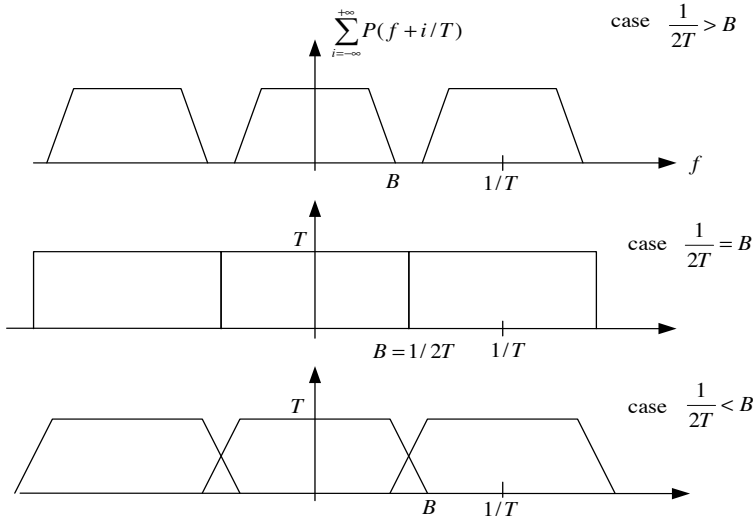 +∞
∑ P(f + i/T)
i=−∞
case 1/2T > B
B
1/T
f
T
case 1/2T = B
B = 1/2T
1/T
T
case 1/2T < B
B
1/T